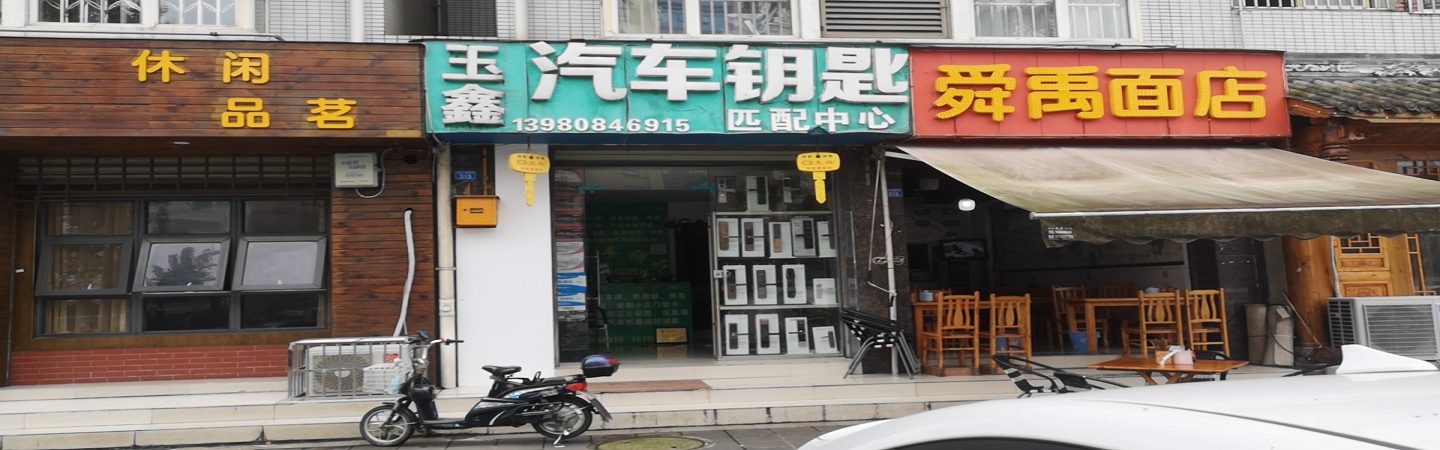 休闲
品茗
玉鑫
汽车钥匙
13980846915
匹配中心
舜禹面店